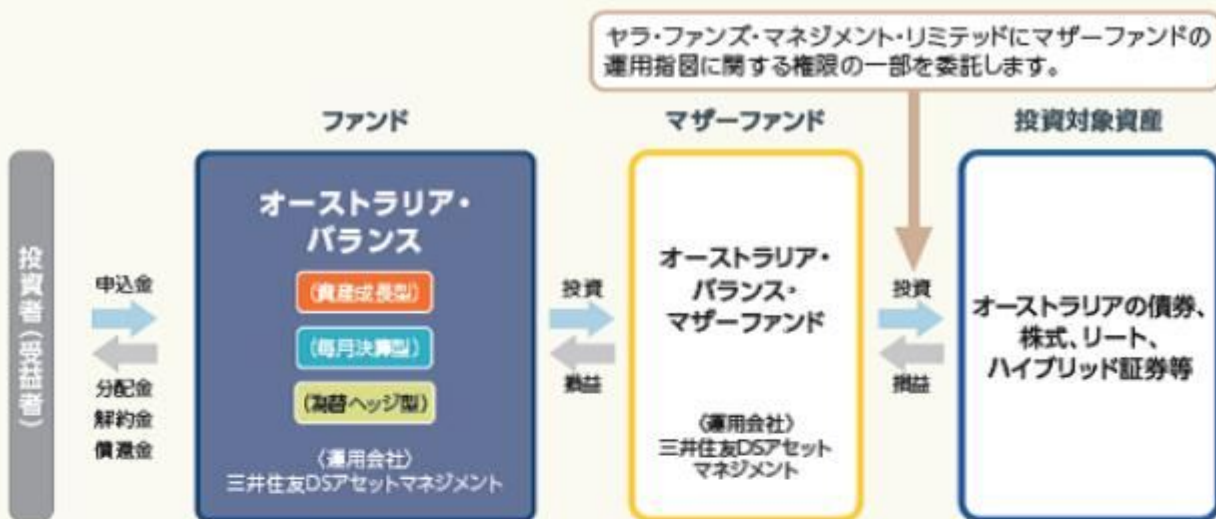 ヤラ・ファンズ・マネジメント・リミテッドにマザーファンドの
運用指図に関する権限の一部を委託します。
ファンド
マザーファンド
投資対象資産
投資者(受益者)
申込金
分配金
解約金
償還金
オーストラリア・
バランス
(資産成長型)
(毎月決算型)
(為替ヘッジ型)
〈運用会社〉
三井住友DSアセットマネジメント
投資
損益
オーストラリア・
バランス・
マザーファンド
〈運用会社〉
三井住友DSアセット
マネジメント
投資
損益
オーストラリアの債券、
株式、リート、
ハイブリッド証券等